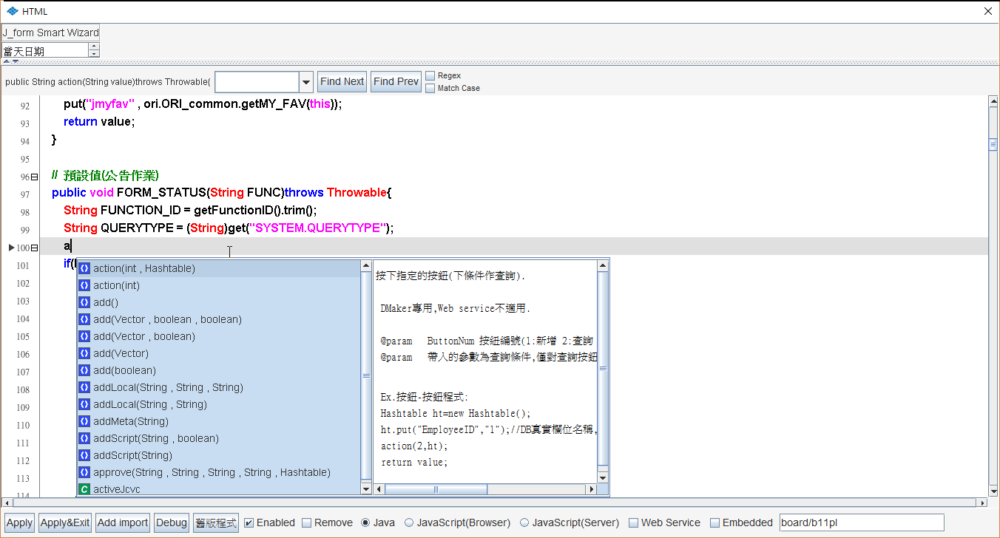 HTML
J_form Smart Wizard
當天日期
public String action(String value)throws Throwable{
Find Next
Find Prev
Regex
Match Case
92 put("jmyfav" , ori.ORI_common.getMY_FAV(this));
93 return value;
94 }
95
96 // 預設值(公告作業)
97 public void FORM_STATUS(String FUNC)throws Throwable{
98 String FUNCTION_ID = getFunctionID().trim();
99 String QUERYTYPE = (String)get("SYSTEM.QUERYTYPE");
100 a
101 if(
102
103
104
105
106
107
108
109
110
111
112
113
114
action(int , Hashtable)
action(int)
add()
add(Vector , boolean , boolean)
add(Vector , boolean)
add(Vector)
add(boolean)
addLocal(String , String , String)
addLocal(String , String)
addMeta(String)
addScript(String , boolean)
addScript(String)
approve(String , String , String , String , Hashtable)
C activeJcvc
按下指定的按鈕(下條件作查詢).
DMaker專用,Web service不適用.
@param ButtonNum 按鈕編號(1:新增 2:查詢
@param 帶入的參數為查詢條件,僅對查詢按鈕
Ex.按鈕-按鈕程式:
Hashtable ht=new Hashtable();
ht.put("EmployeeID","1");//DB真實欄位名稱,
action(2,ht);
return value;
Apply
Apply&Exit
Add import
Debug
舊版程式
Enabled
Remove
Java
JavaScript(Browser)
JavaScript(Server)
Web Service
Embedded
board/b11pl